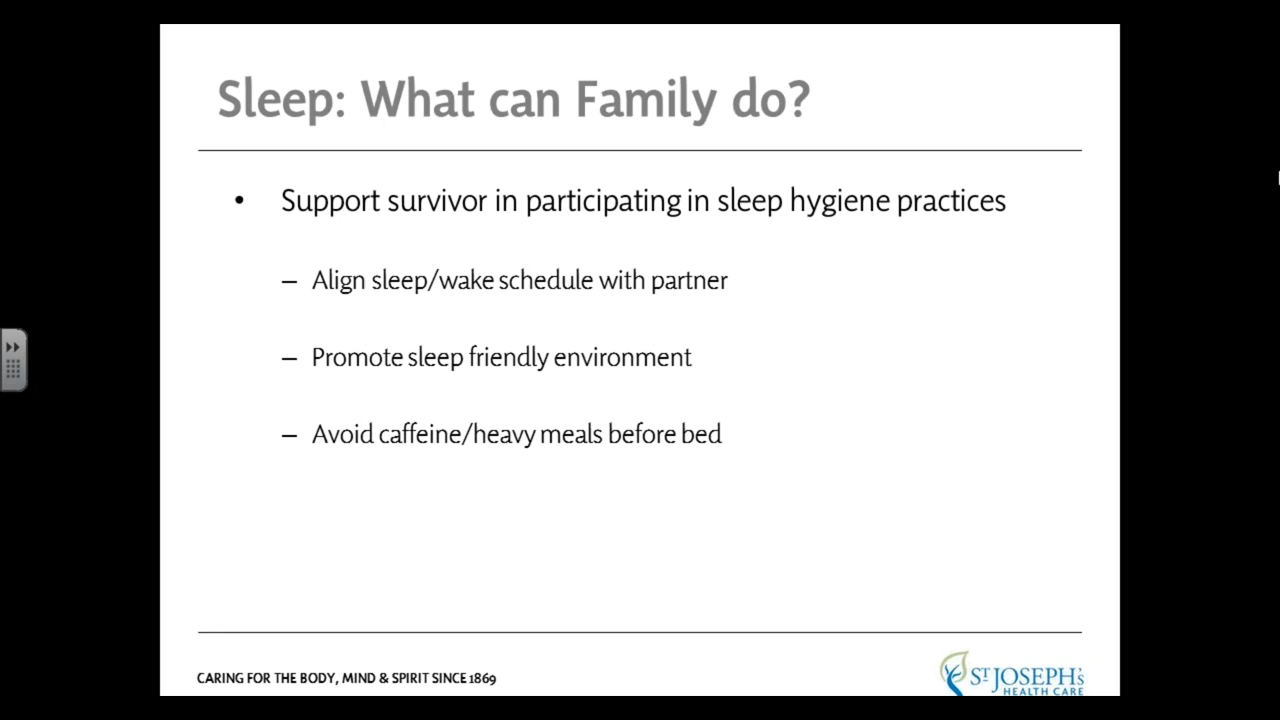 Sleep: What can Family do?
• Support survivor in participating in sleep hygiene practices
– Align sleep/wake schedule with partner
– Promote sleep friendly environment
– Avoid caffeine/heavy meals before bed
CARING FOR THE BODY, MIND & SPIRIT SINCE 1869
ST JOSEPH'S
HEALTH CARE